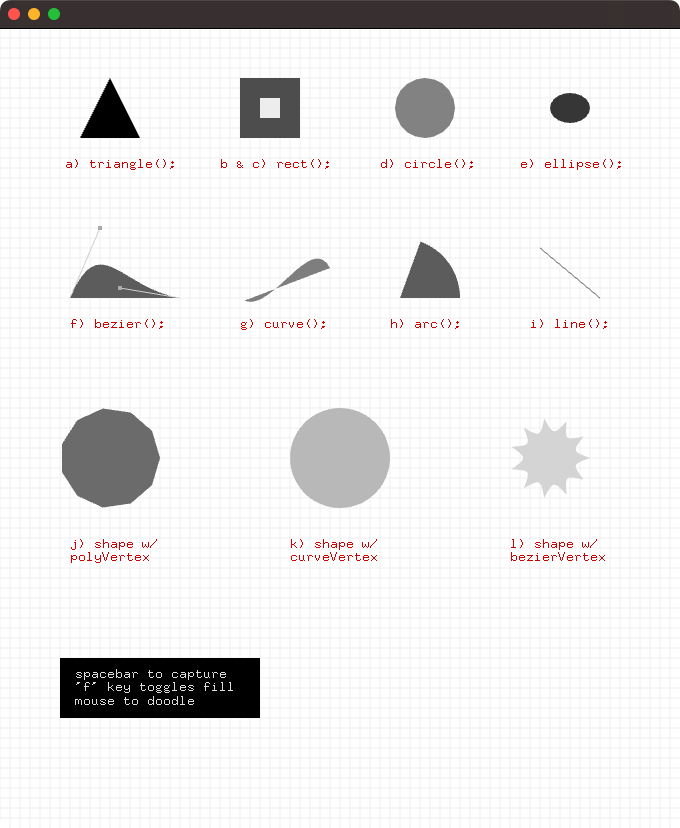 a) triangle();
b & c) rect();
d) circle();
e) ellipse();
f) bezier();
g) curve();
h) arc();
i) line();
j) shape w/
polyVertex
k) shape w/
curveVertex
l) shape w/
bezierVertex
spacebar to capture
'f' key toggles fill
mouse to doodle